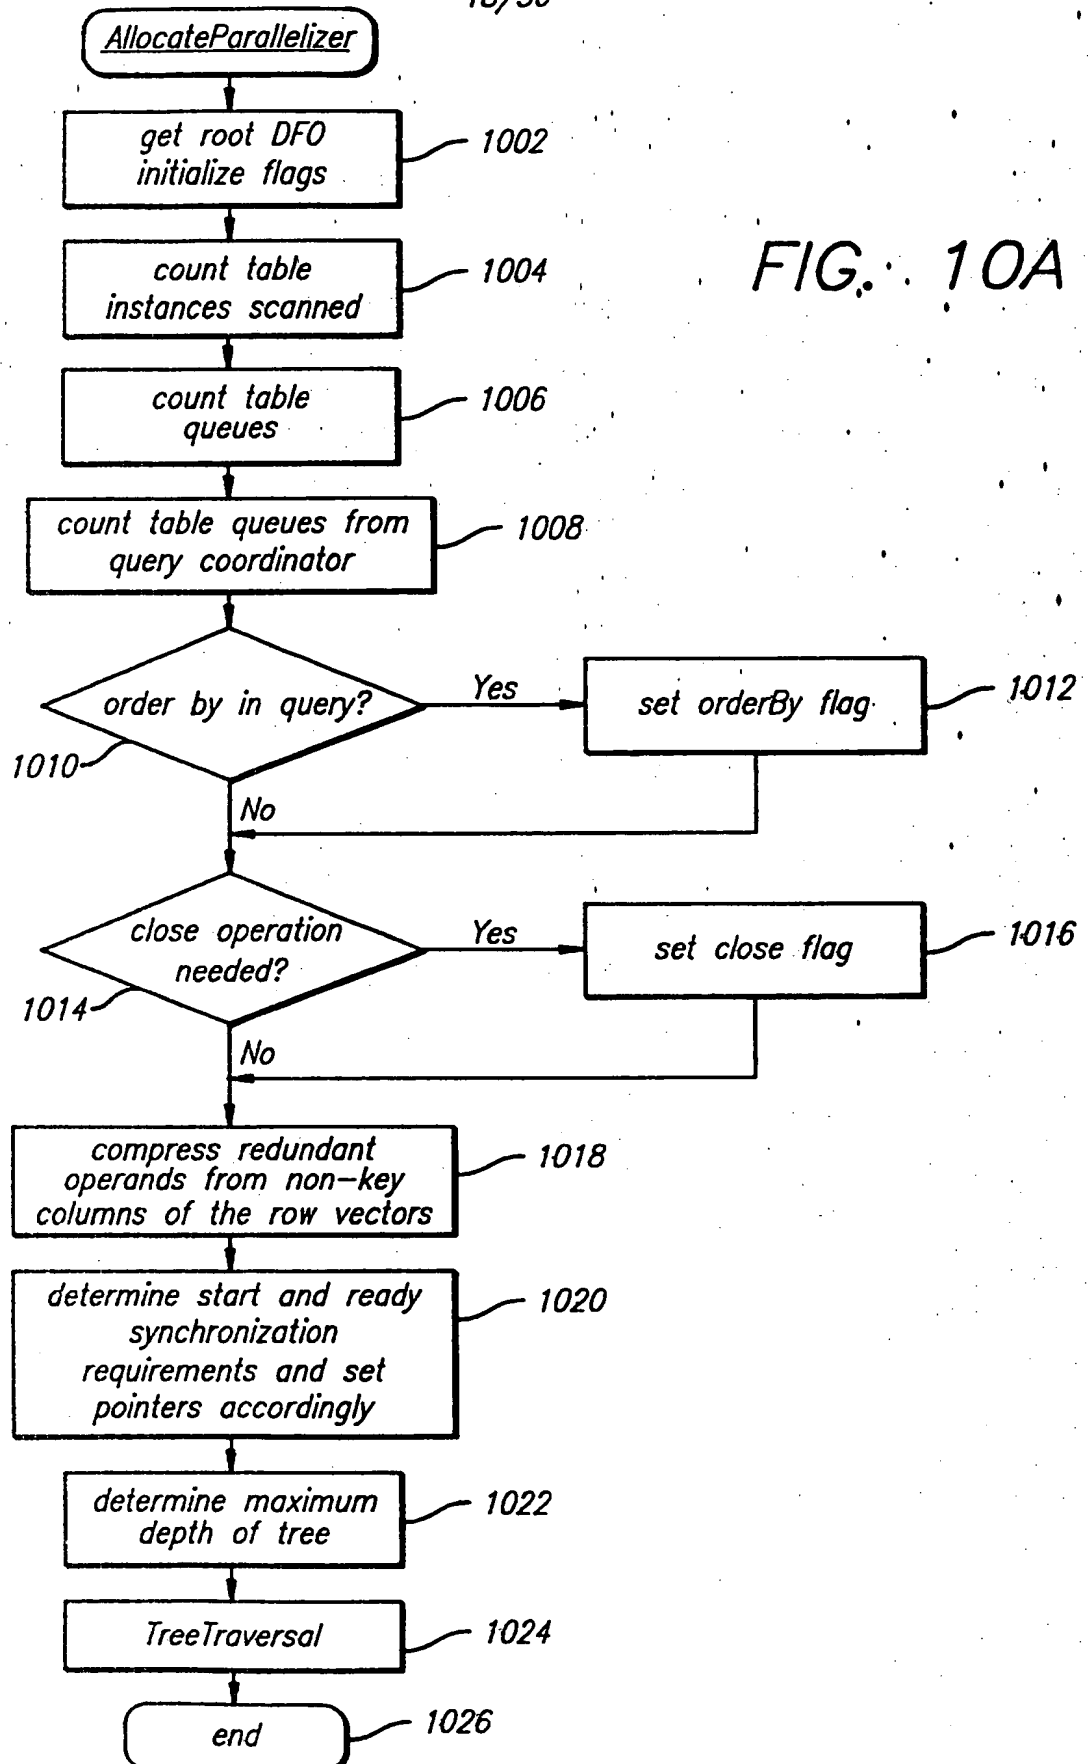 AllocateParallelizer
get root DFO
initialize flags
1002
count table
instances scanned
1004
FIG. 10A
count table
queues
1006
count table queues from
query coordinator
1008
order by in query?
1010
Yes
set orderBy flag
1012
No
close operation
needed?
1014
Yes
set close flag
1016
No
compress redundant
operands from non-key
columns of the row vectors
1018
determine start and ready
synchronization
requirements and set
pointers accordingly
1020
determine maximum
depth of tree
1022
TreeTraversal
1024
end
1026